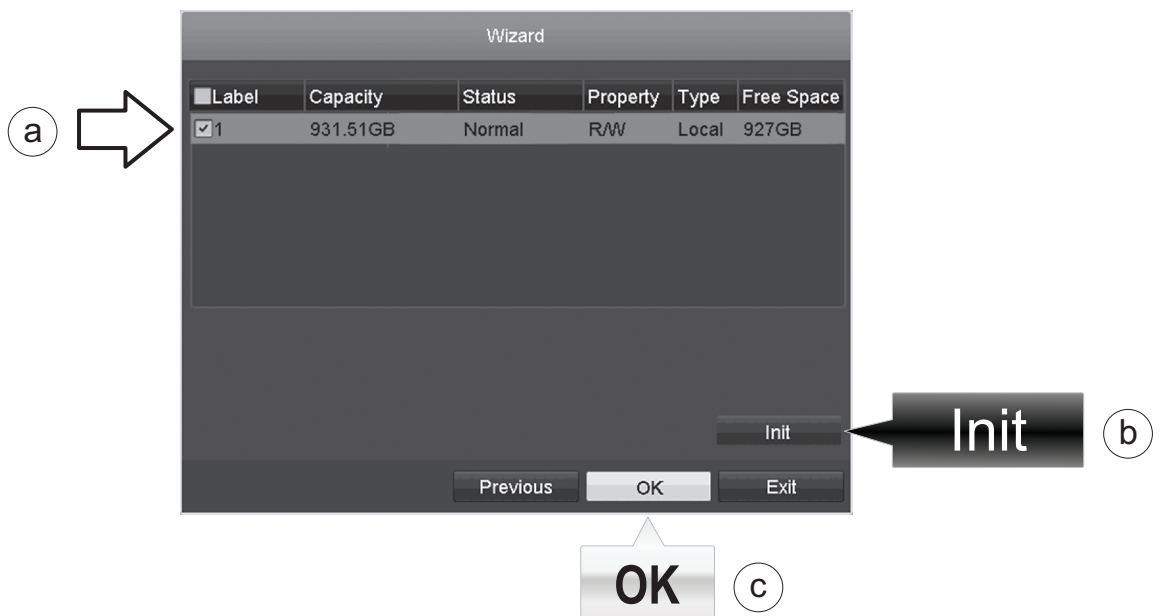 Wizard
Label Capacity Status Property Type Free Space
a
1 931.51GB Normal R/W Local 927GB
Init
Init
b
Previous OK Exit
OK
c